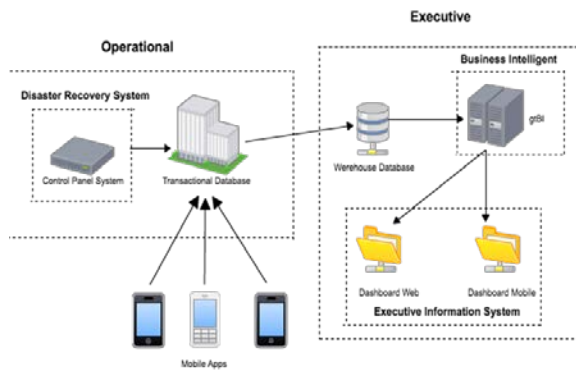 Executive
Operational
Business Intelligent
Disaster Recovery System
gtBii
Control Panel System
Transactional Database
Werehouse Database
Dashboard Web
Dashboard Mobile
Executive Information System
Mobile Apps